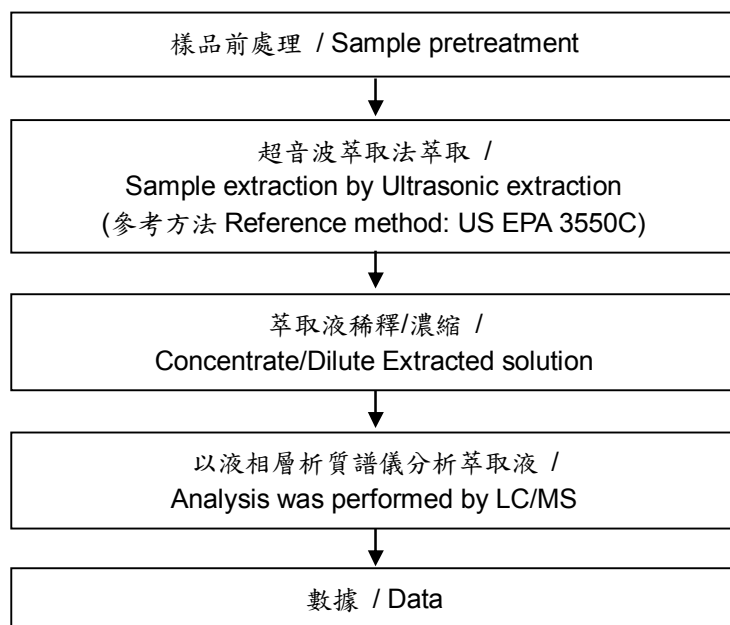 樣品前處理 / Sample pretreatment
超音波萃取法萃取 /
Sample extraction by Ultrasonic extraction
(參考方法 Reference method: US EPA 3550C)
萃取液稀釋/濃縮 /
Concentrate/Dilute Extracted solution
以液相層析質譜儀分析萃取液 /
Analysis was performed by LC/MS
數據 / Data